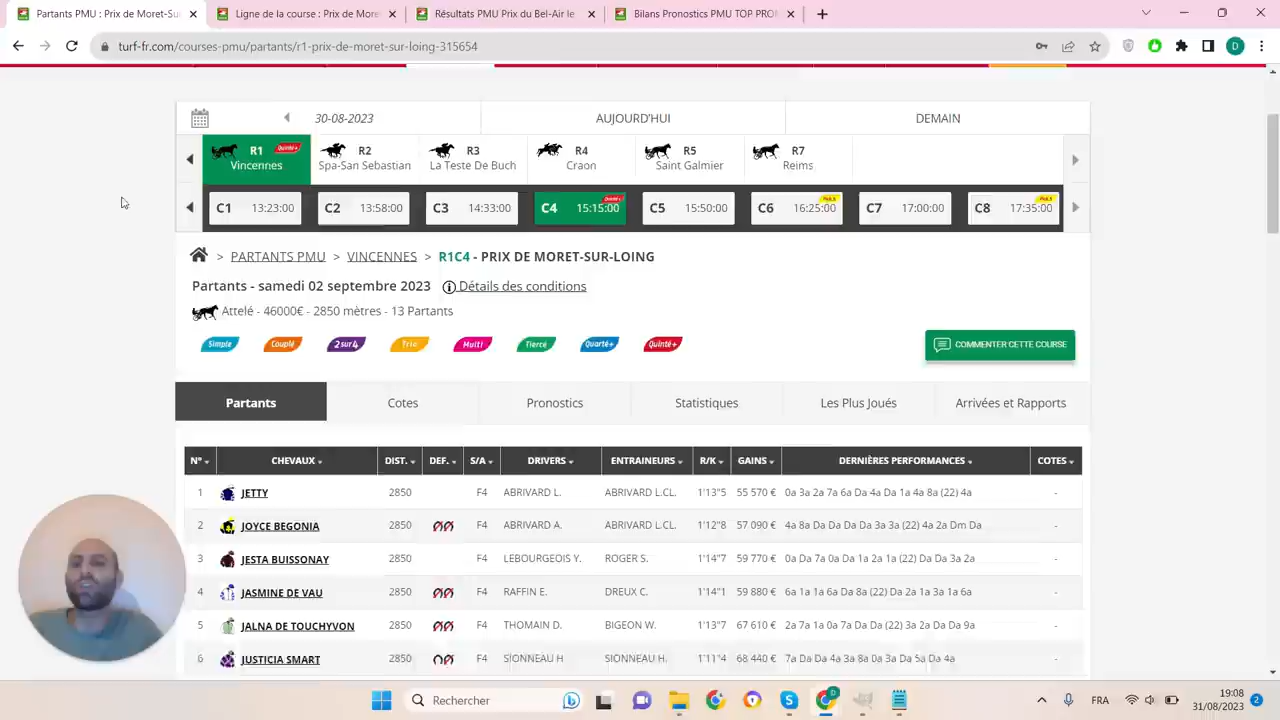 Partants PMU : Prix de Moret-Su
Ligne de la course : Prix de More
Résultats PMU Prix du Bel-Air le
Bilans Pronostics PMU TOP PRO
turf-fr.com/courses-pmu/partants/r1-prix-de-moret-sur-loing-315654
D
30-08-2023 AUJOURD'HUI DEMAIN
R1 Quinté+ R2 R3 R4 R5 R7
Vincennes Spa-San Sebastian La Teste De Buch Craon Saint Galmier Reims
C1 13:23:00 C2 13:58:00 C3 14:33:00 C4 15:15:00 C5 15:50:00 C6 16:25:00 C7 17:00:00 C8 17:35:00
> PARTANTS PMU > VINCENNES > R1C4 - PRIX DE MORET-SUR-LOING
Partants - samedi 02 septembre 2023 Détails des conditions
Attelé - 46000€ - 2850 mètres - 13 Partants
Simple Couplé 2sur4 Trio Multi Tiercé Quarté+ Quinté+
COMMENTER CETTE COURSE
Partants Cotes Pronostics Statistiques Les Plus Joués Arrivées et Rapports
N° CHEVAUX DIST. DEF. S/A DRIVERS ENTRAINEURS R/K GAINS DERNIÈRES PERFORMANCES COTES
1 JETTY 2850 F4 ABRIVARD L. ABRIVARD L.CL. 1'13"5 55 570 € 0a 3a 2a 7a 6a Da 4a Da 1a 4a 8a (22) 4a -
2 JOYCE BEGONIA 2850 F4 ABRIVARD A. ABRIVARD L.CL. 1'12"8 57 090 € 4a 8a Da Da Da Da 3a 3a (22) 4a 2a Dm Da -
3 JESTA BUISSONAY 2850 F4 LEBOURGEOIS Y. ROGER S. 1'14"7 59 770 € 0a Da 7a 0a Da 1a 2a 1a (22) Da Da 3a 2a -
4 JASMINE DE VAU 2850 F4 RAFFIN E. DREUX C. 1'14"1 59 880 € 6a 1a 1a 6a Da 8a (22) Da 2a 1a 3a 1a 6a -
5 JALNA DE TOUCHYVON 2850 F4 THOMAIN D. BIGEON W. 1'13"7 67 610 € 2a 7a 1a 0a 7a Da Da (22) 3a 2a Da Da 9a -
6 JUSTICIA SMART 2850 F4 SIONNEAU H SIONNEAU H. 1'11"4 68 440 € 7a Da Da 4a 3a 8a 0a 3a Da 5a Da 4a -
Rechercher
FRA
19:08
31/08/2023
2